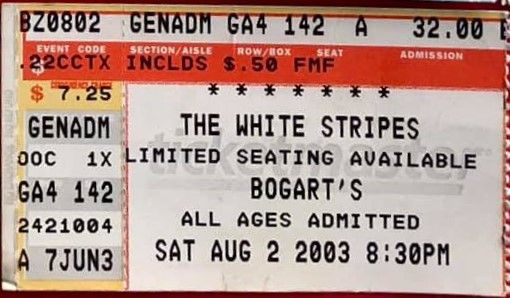 BZ0802 GENADM GA4 142 A 32.00
EVENT CODE SECTION/AISLE ROW/BOX SEAT ADMISSION
.22CCTX INCLDS $.50 FMF
$ 7.25 * * * * * * *
GENADM THE WHITE STRIPES
ticketmaster
OOC 1X LIMITED SEATING AVAILABLE
GA4 142 BOGART'S
2421004 ALL AGES ADMITTED
A 7JUN3 SAT AUG 2 2003 8:30PM